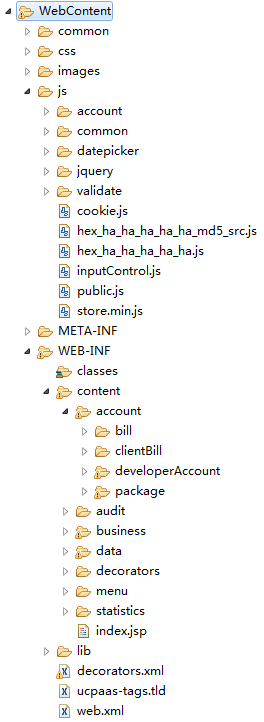 WebContent
common
css
images
js
account
common
datepicker
jquery
validate
cookie.js
hex_ha_ha_ha_ha_ha_md5_src.js
hex_ha_ha_ha_ha_ha.js
inputControl.js
public.js
store.min.js
META-INF
WEB-INF
classes
content
account
bill
clientBill
developerAccount
package
audit
business
data
decorators
menu
statistics
index.jsp
lib
decorators.xml
ucpaas-tags.tld
web.xml